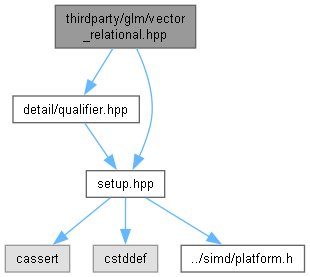 thirdparty/glm/vector
_relational.hpp
detail/qualifier.hpp
setup.hpp
cassert
cstddef
../simd/platform.h